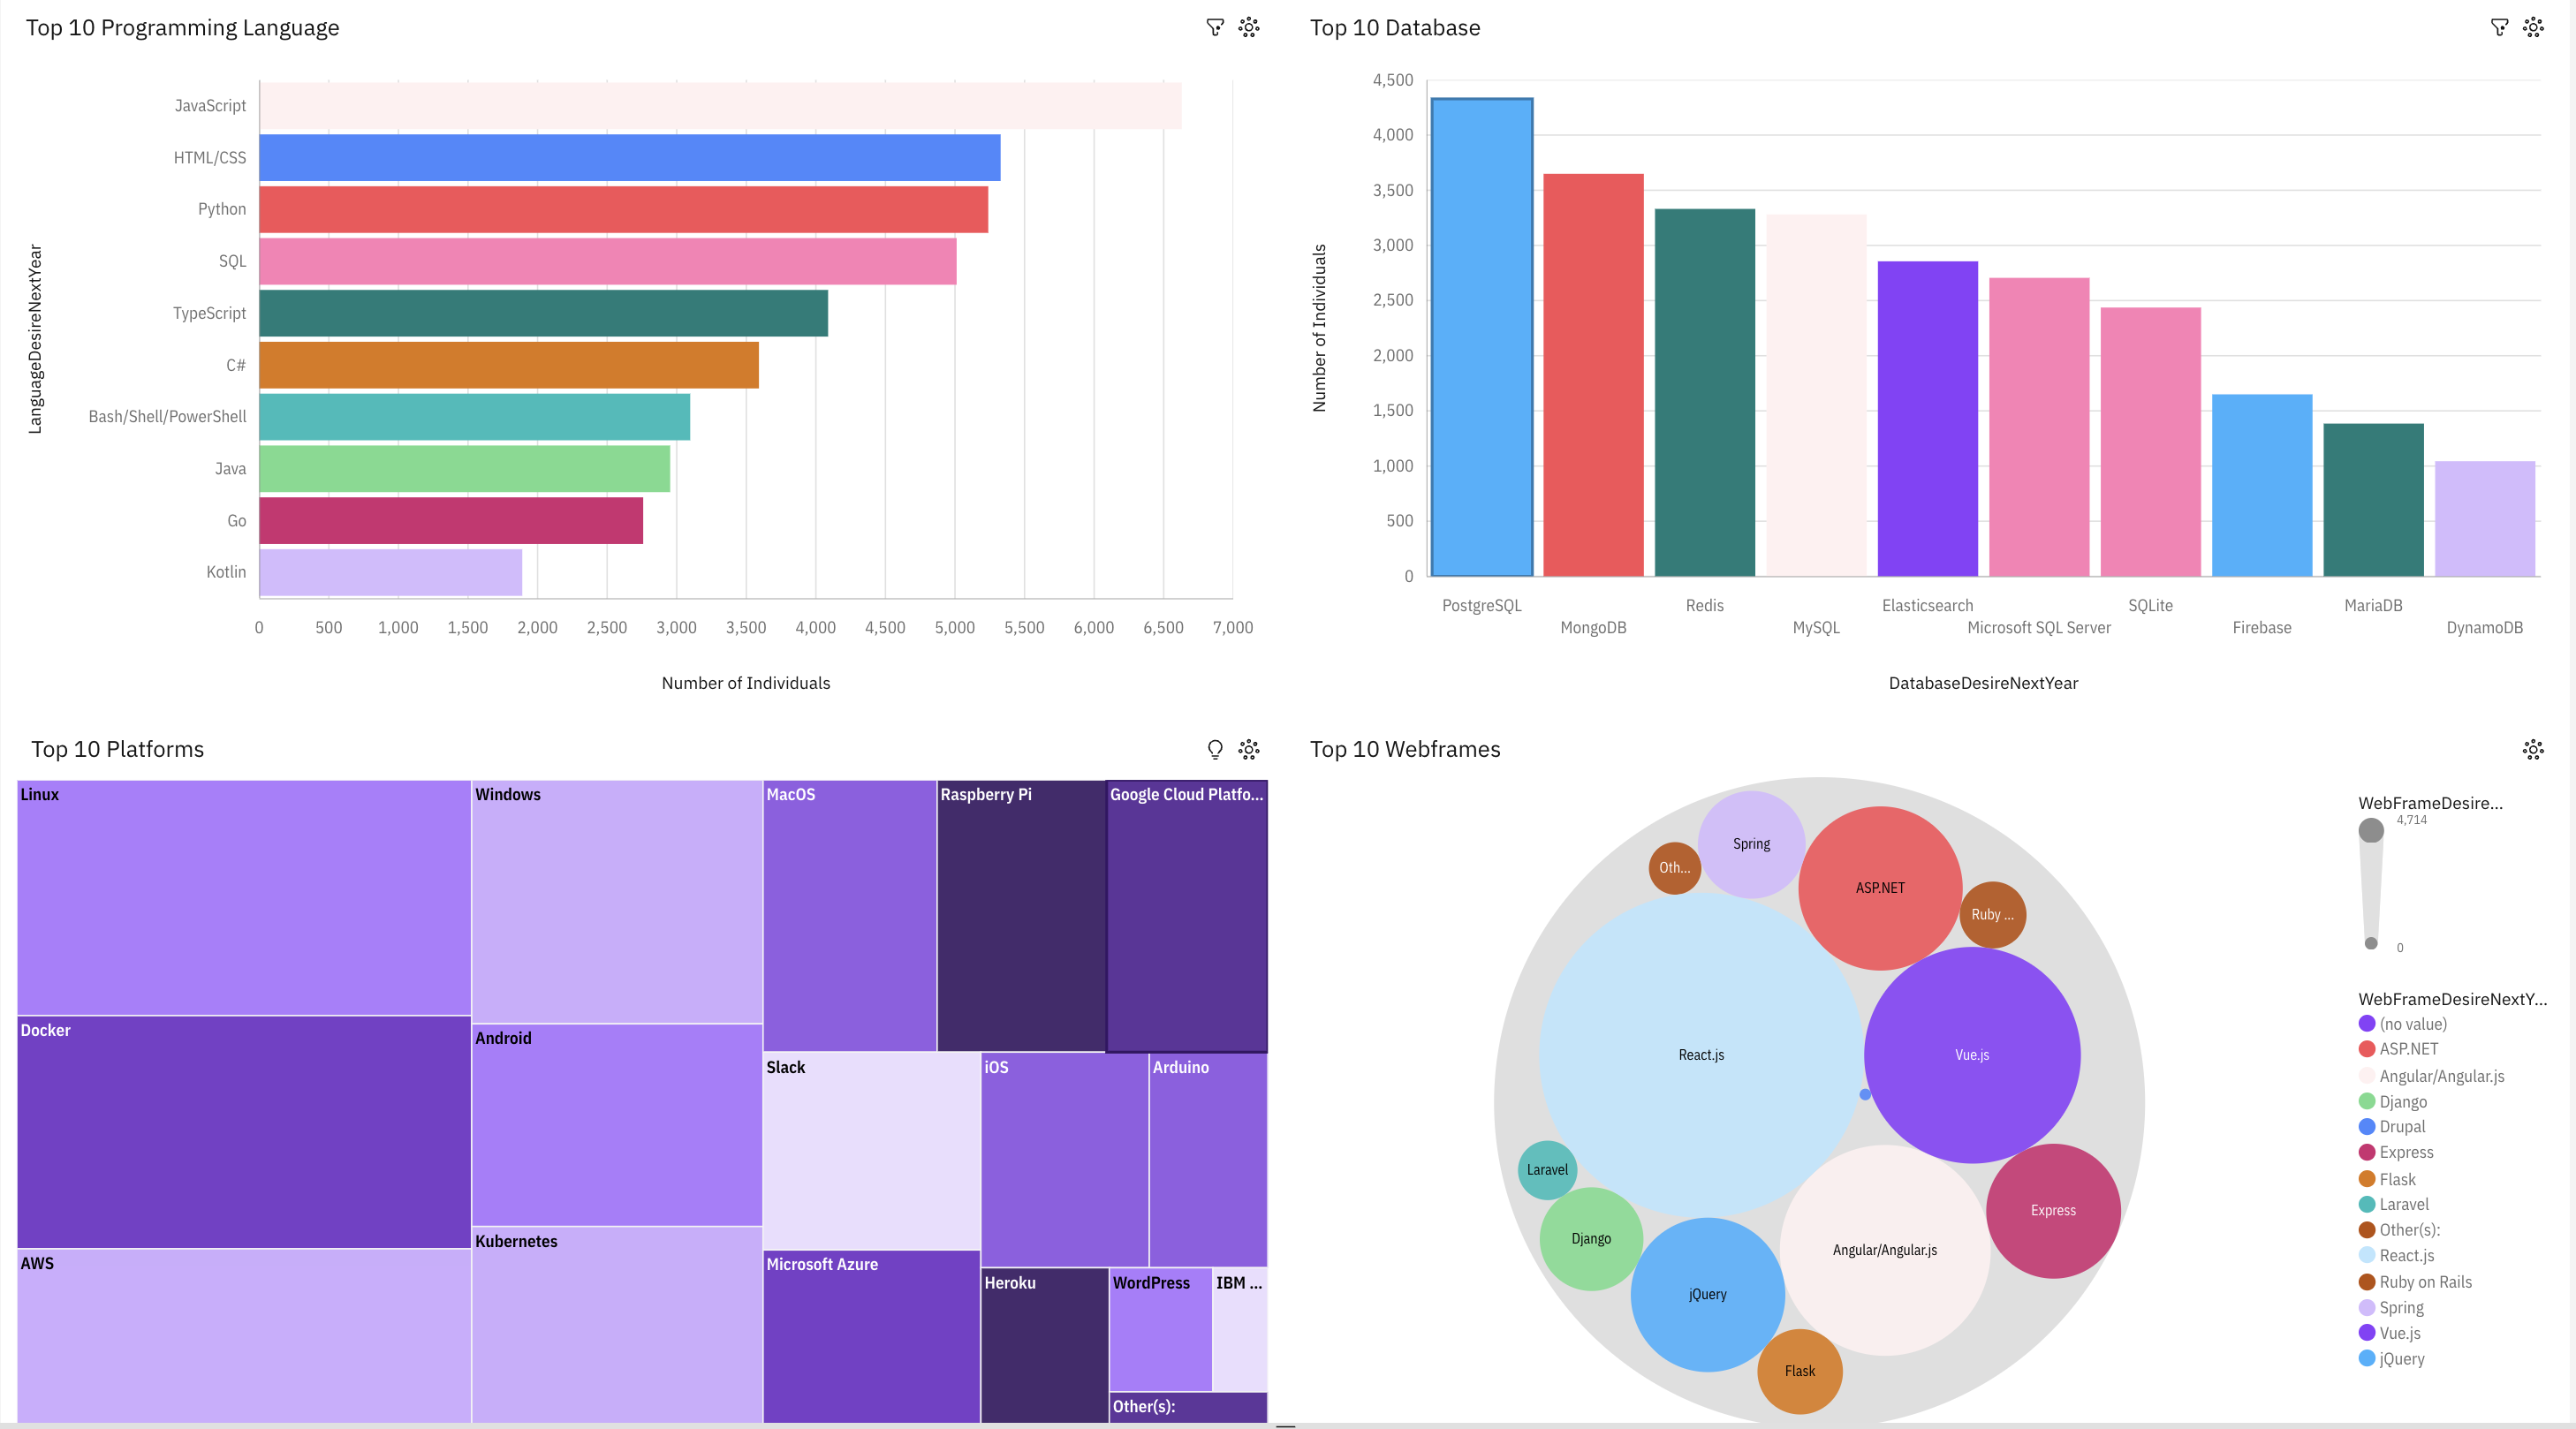 Top 10 Programming Language
LanguageDesireNextYear
JavaScript
HTML/CSS
Python
SQL
TypeScript
C#
Bash/Shell/PowerShell
Java
Go
Kotlin
0 500 1,000 1,500 2,000 2,500 3,000 3,500 4,000 4,500 5,000 5,500 6,000 6,500 7,000
Number of Individuals
Top 10 Database
Number of Individuals
4,500
4,000
3,500
3,000
2,500
2,000
1,500
1,000
500
0
PostgreSQL Redis Elasticsearch SQLite MariaDB
MongoDB MySQL Microsoft SQL Server Firebase DynamoDB
DatabaseDesireNextYear
Top 10 Platforms
Linux Windows MacOS Raspberry Pi Google Cloud Platfo...
Docker
Android
Slack iOS Arduino
Kubernetes
AWS
Microsoft Azure
Heroku WordPress IBM ...
Other(s):
Top 10 Webframes
Spring
Oth...
ASP.NET
Ruby ...
React.js
Vue.js
Laravel
Express
Django
Angular/Angular.js
jQuery
Flask
WebFrameDesire...
4,714
0
WebFrameDesireNextY...
(no value)
ASP.NET
Angular/Angular.js
Django
Drupal
Express
Flask
Laravel
Other(s):
React.js
Ruby on Rails
Spring
Vue.js
jQuery